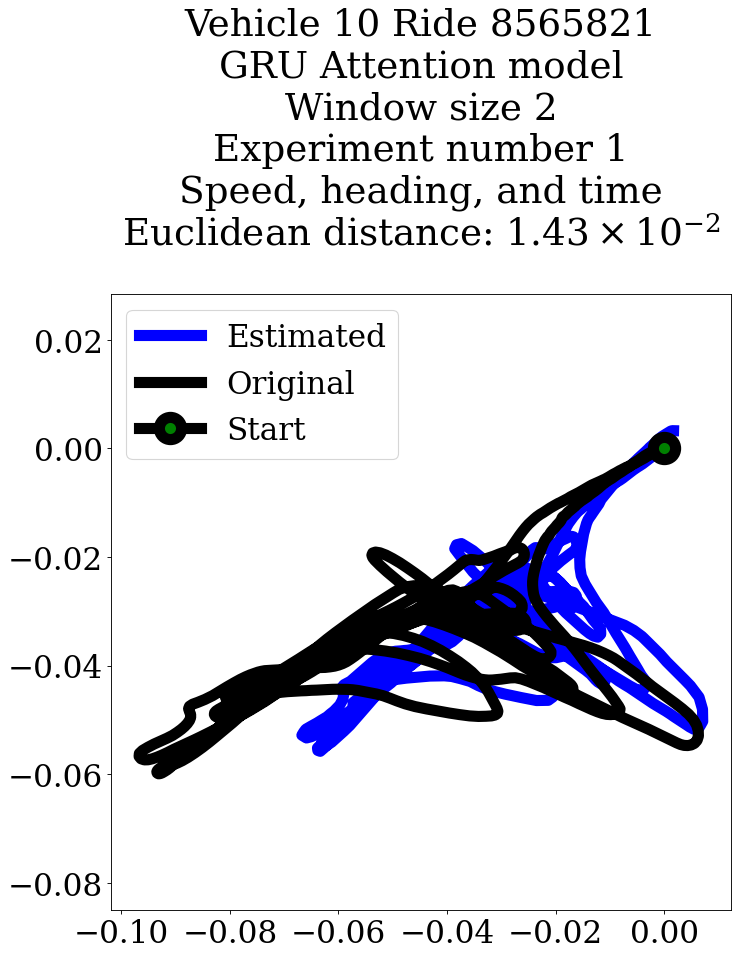 Vehicle 10 Ride 8565821
GRU Attention model
Window size 2
Experiment number 1
Speed, heading, and time
Euclidean distance: 1.43 × 10⁻²
Estimated
Original
Start
0.02
0.00
−0.02
−0.04
−0.06
−0.08
−0.10 −0.08 −0.06 −0.04 −0.02 0.00